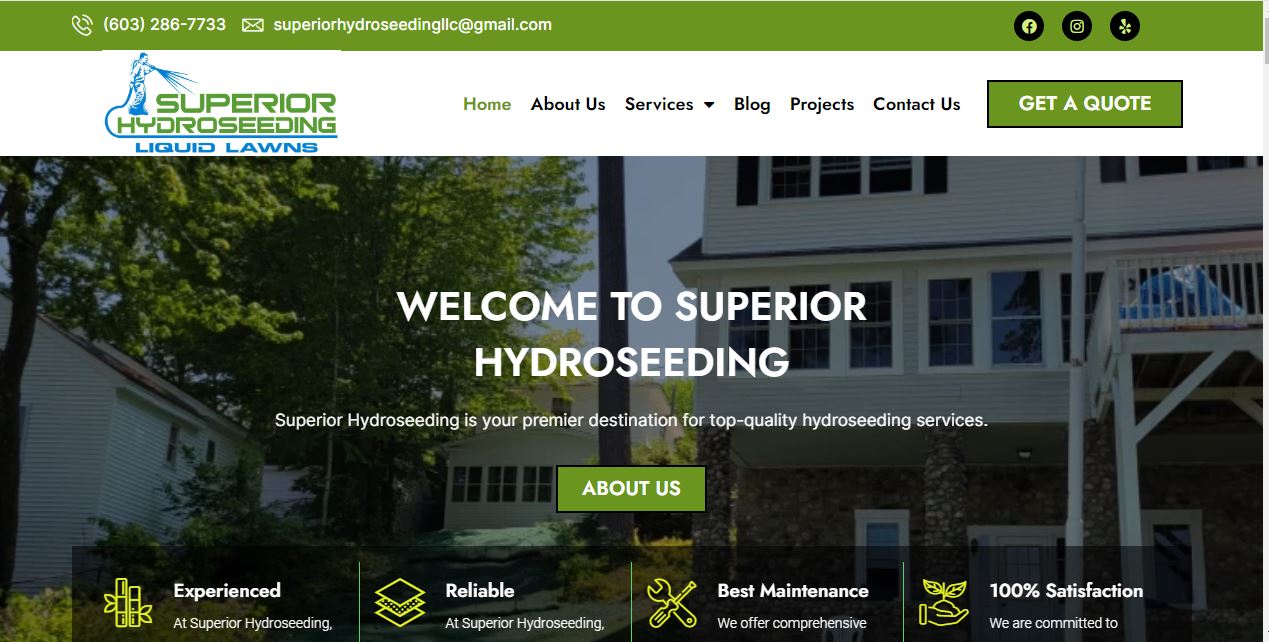 (603) 286-7733 superiorhydroseedingllc@gmail.com
SUPERIOR
HYDROSEEDING
LIQUID LAWNS
Home About Us Services Blog Projects Contact Us GET A QUOTE
WELCOME TO SUPERIOR
HYDROSEEDING
Superior Hydroseeding is your premier destination for top-quality hydroseeding services.
ABOUT US
Experienced Reliable Best Maintenance 100% Satisfaction
At Superior Hydroseeding, At Superior Hydroseeding, We offer comprehensive We are committed to